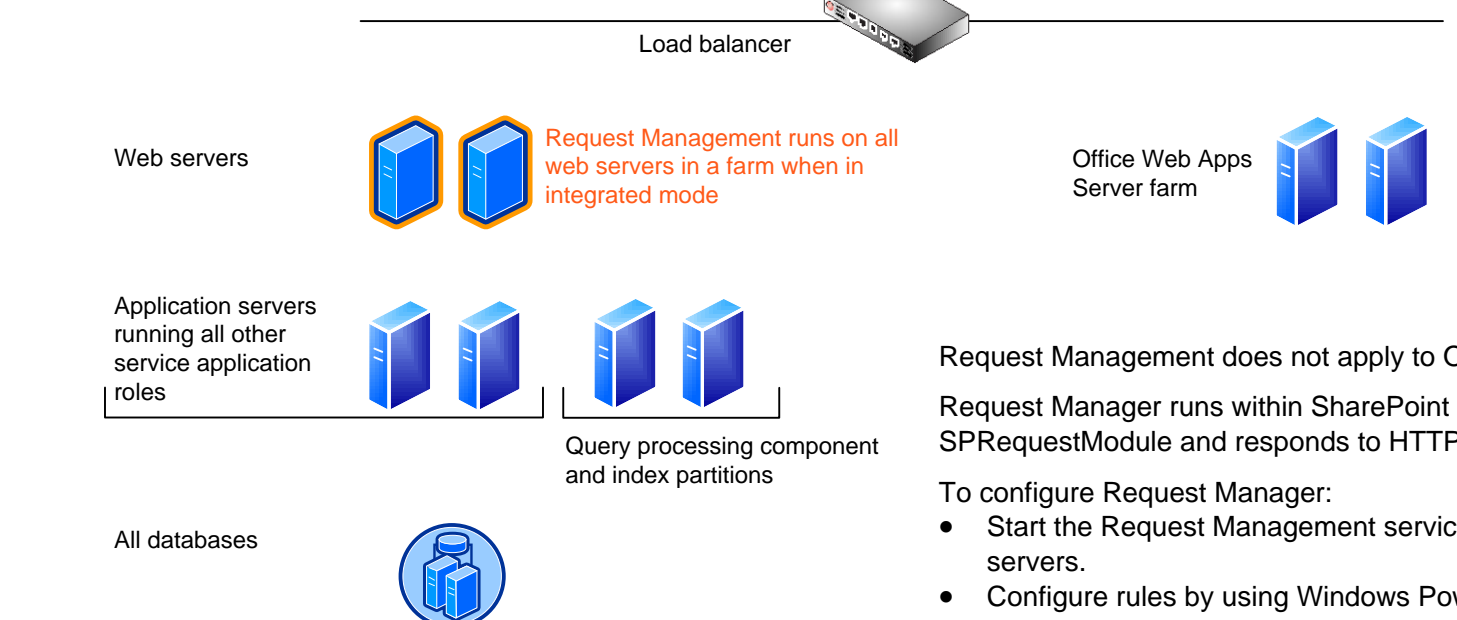 Load balancer
Web servers
Request Management runs on all
web servers in a farm when in
integrated mode
Office Web Apps
Server farm
Application servers
running all other
service application
roles
Query processing component
and index partitions
All databases
Request Management does not apply to
Request Manager runs within SharePoint
SPRequestModule and responds to HTTP
To configure Request Manager:
• Start the Request Management servic
servers.
• Configure rules by using Windows Pow